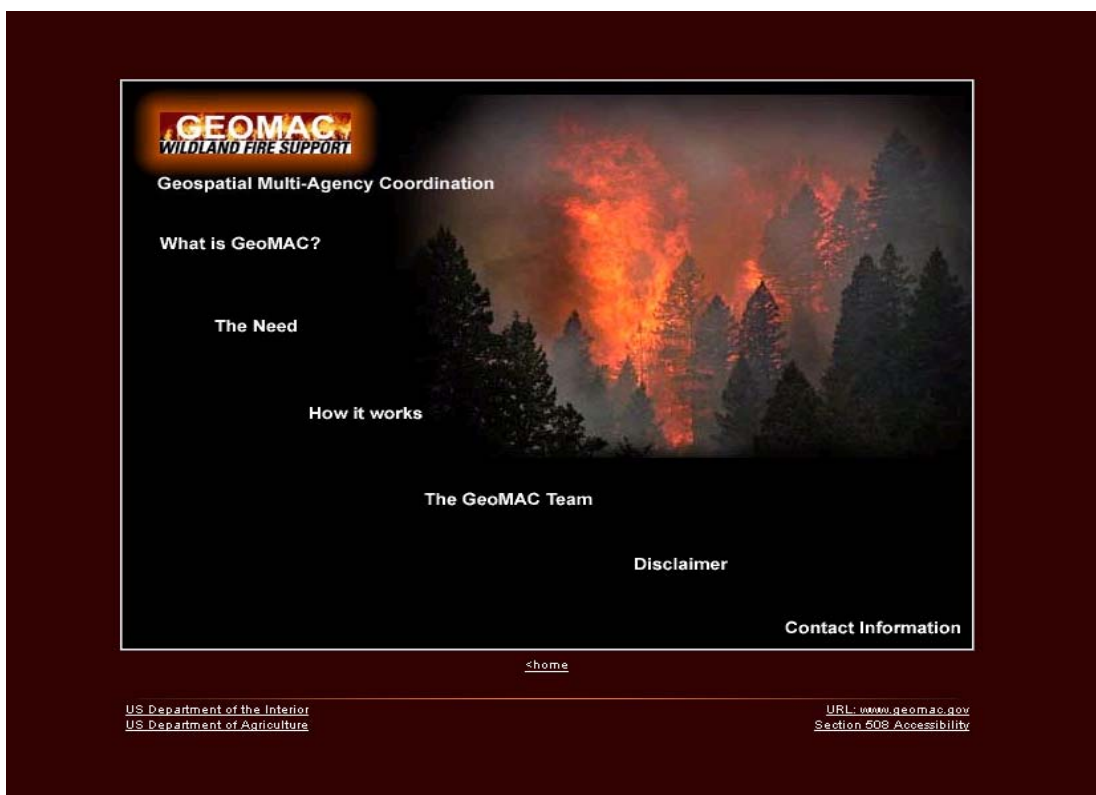 GEOMAC
WILDLAND FIRE SUPPORT
Geospatial Multi-Agency Coordination
What is GeoMAC?
The Need
How it works
The GeoMAC Team
Disclaimer
Contact Information
<home
US Department of the Interior
US Department of Agriculture
URL: www.geomac.gov
Section 508 Accessibility